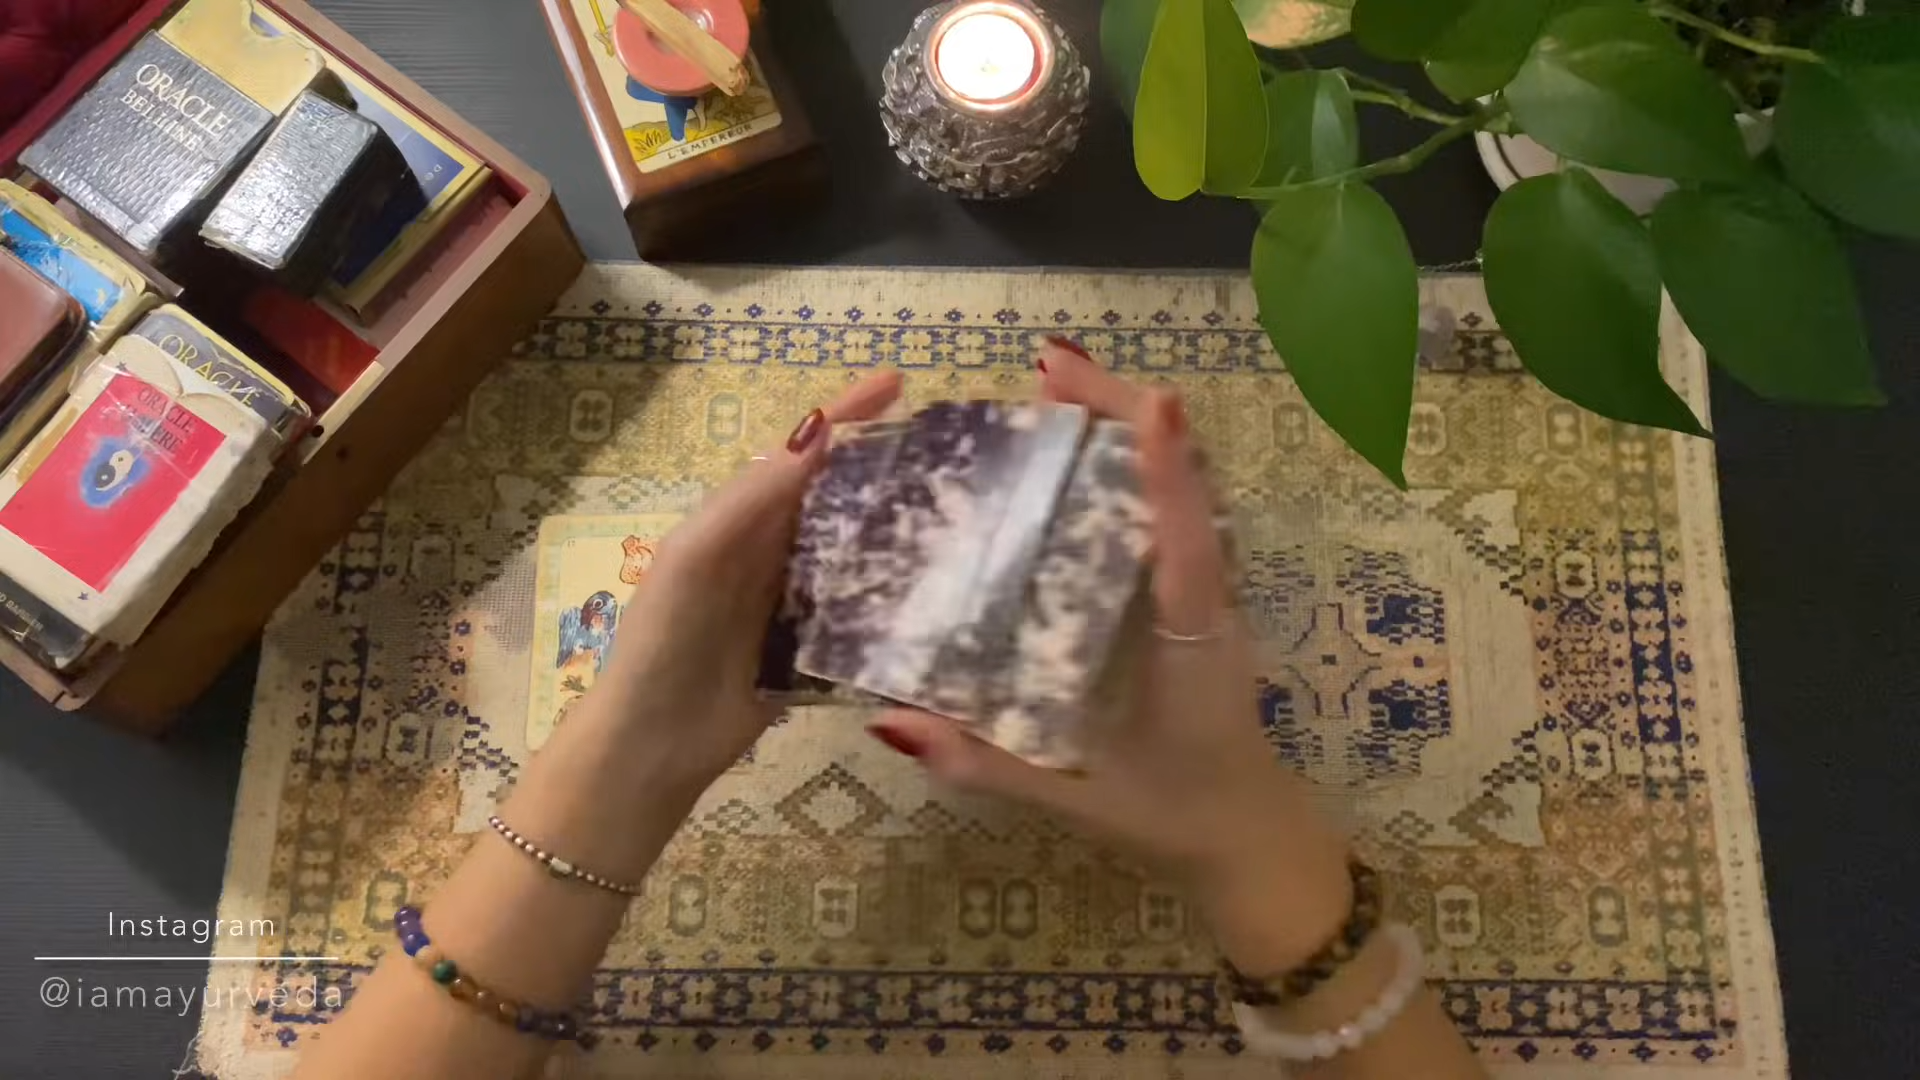 ORACLE
BELLINE
L'EMPEREUR
ORACLE
ORACLE
Instagram
@iamayurveda